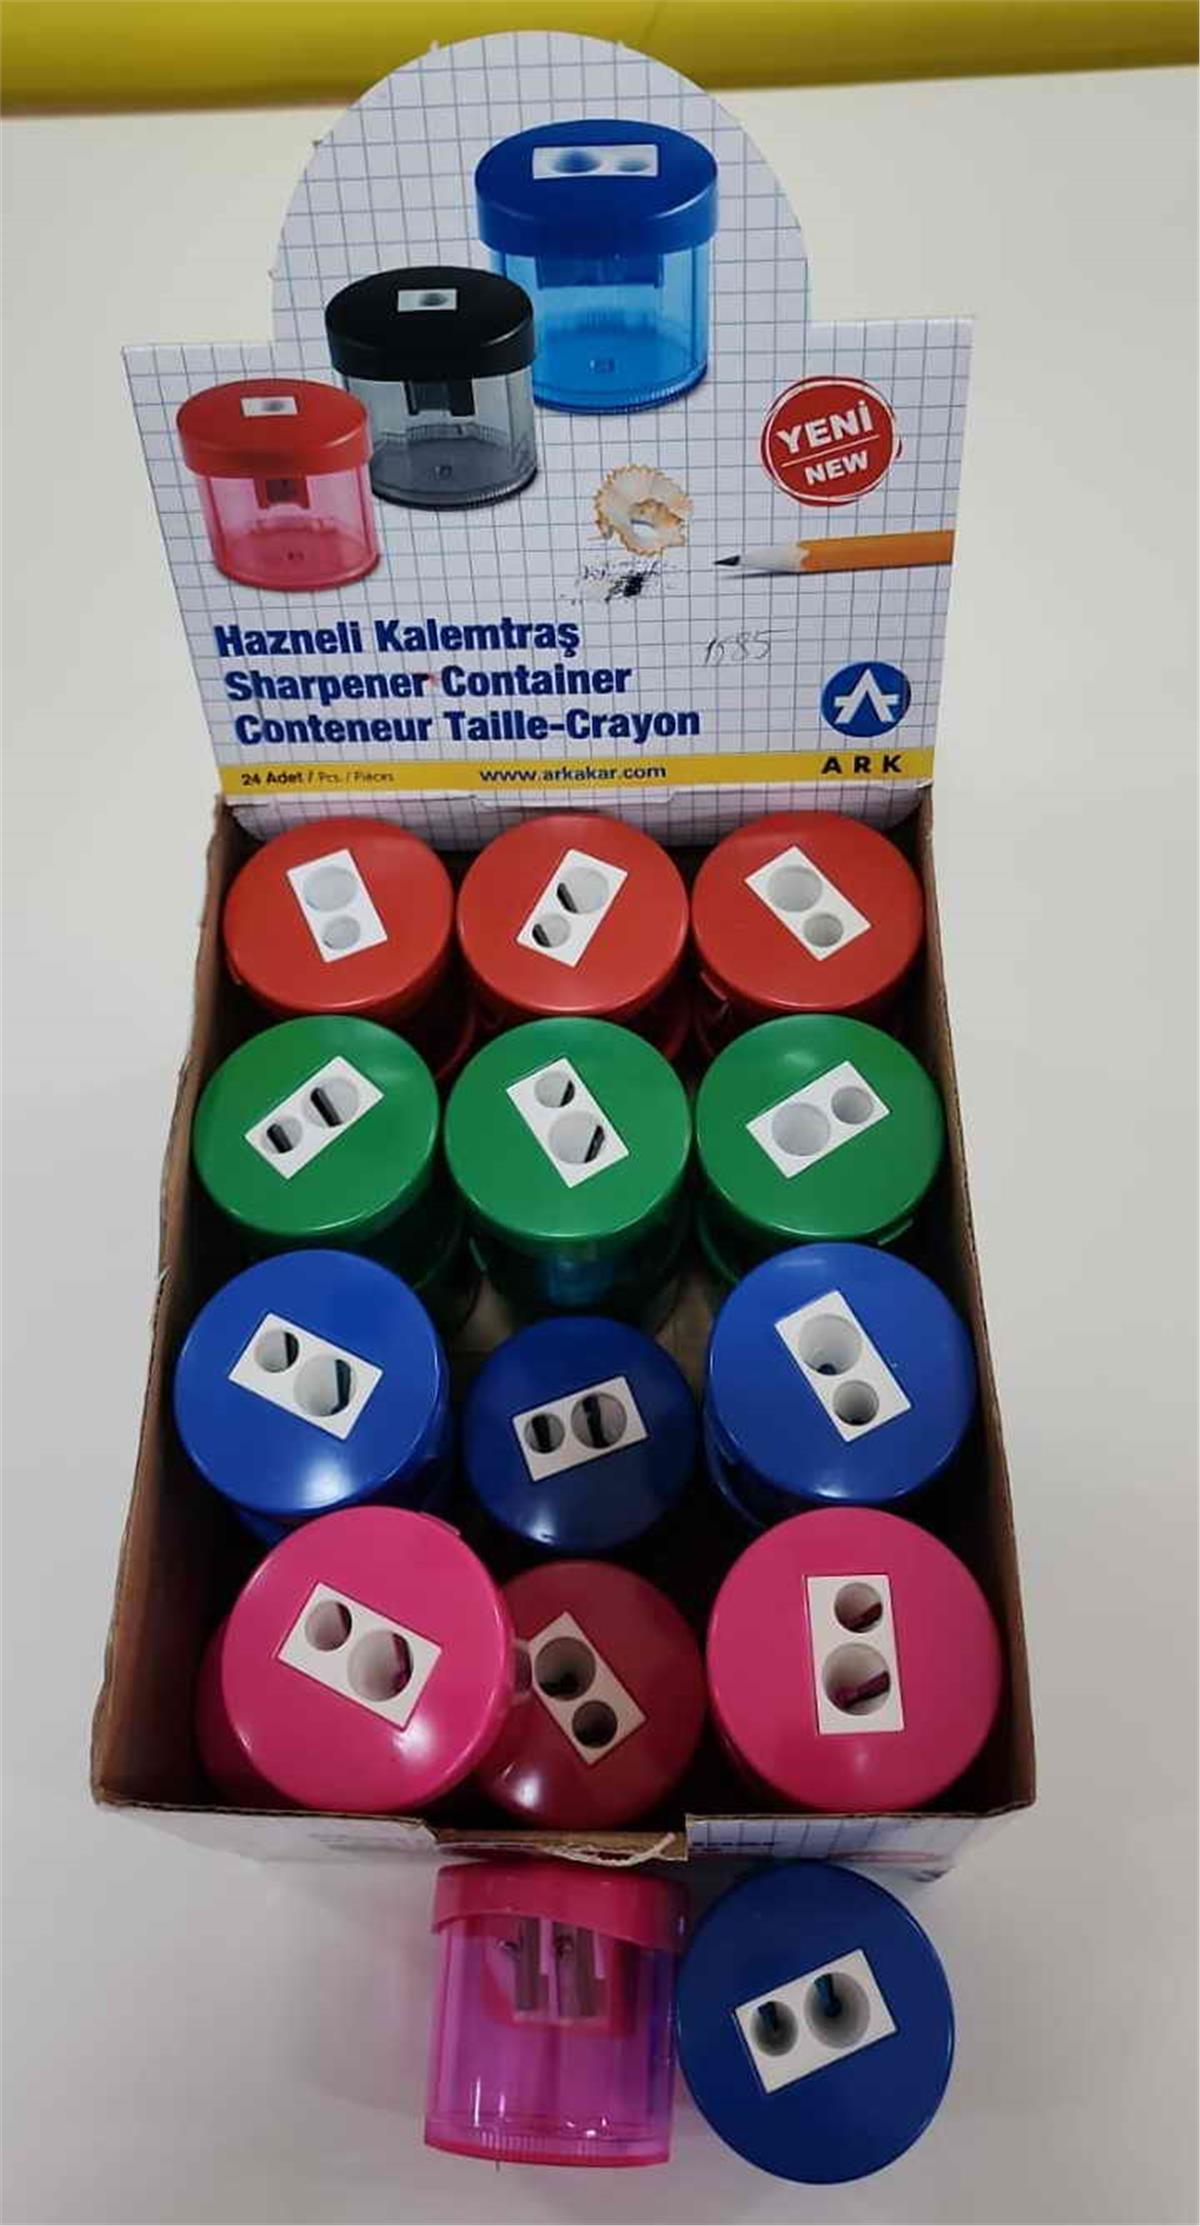 YENİ
NEW
Hazneli Kalemtraş
1585
Sharpener Container
Conteneur Taille-Crayon
24 Adet / Pcs. / Pieces
www.arkakar.com
ARK